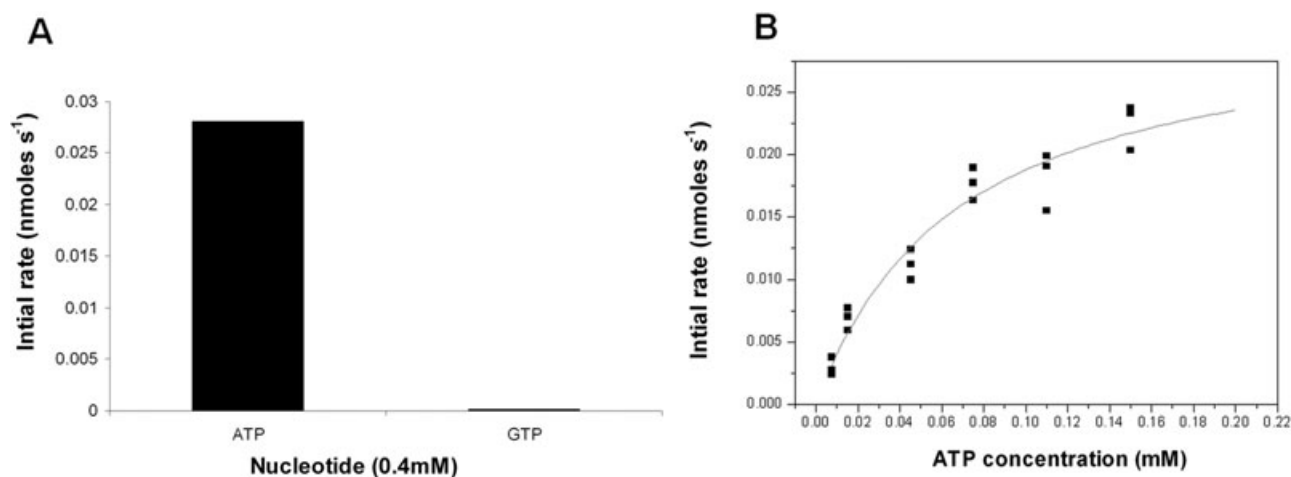 A
Intial rate (nmoles s-1)
0.03
0.025
0.02
0.015
0.01
0.005
0
ATP GTP
Nucleotide (0.4mM)
B
Intial rate (nmoles s-1)
0.025
0.020
0.015
0.010
0.005
0.000
0.00 0.02 0.04 0.06 0.08 0.10 0.12 0.14 0.16 0.18 0.20 0.22
ATP concentration (mM)